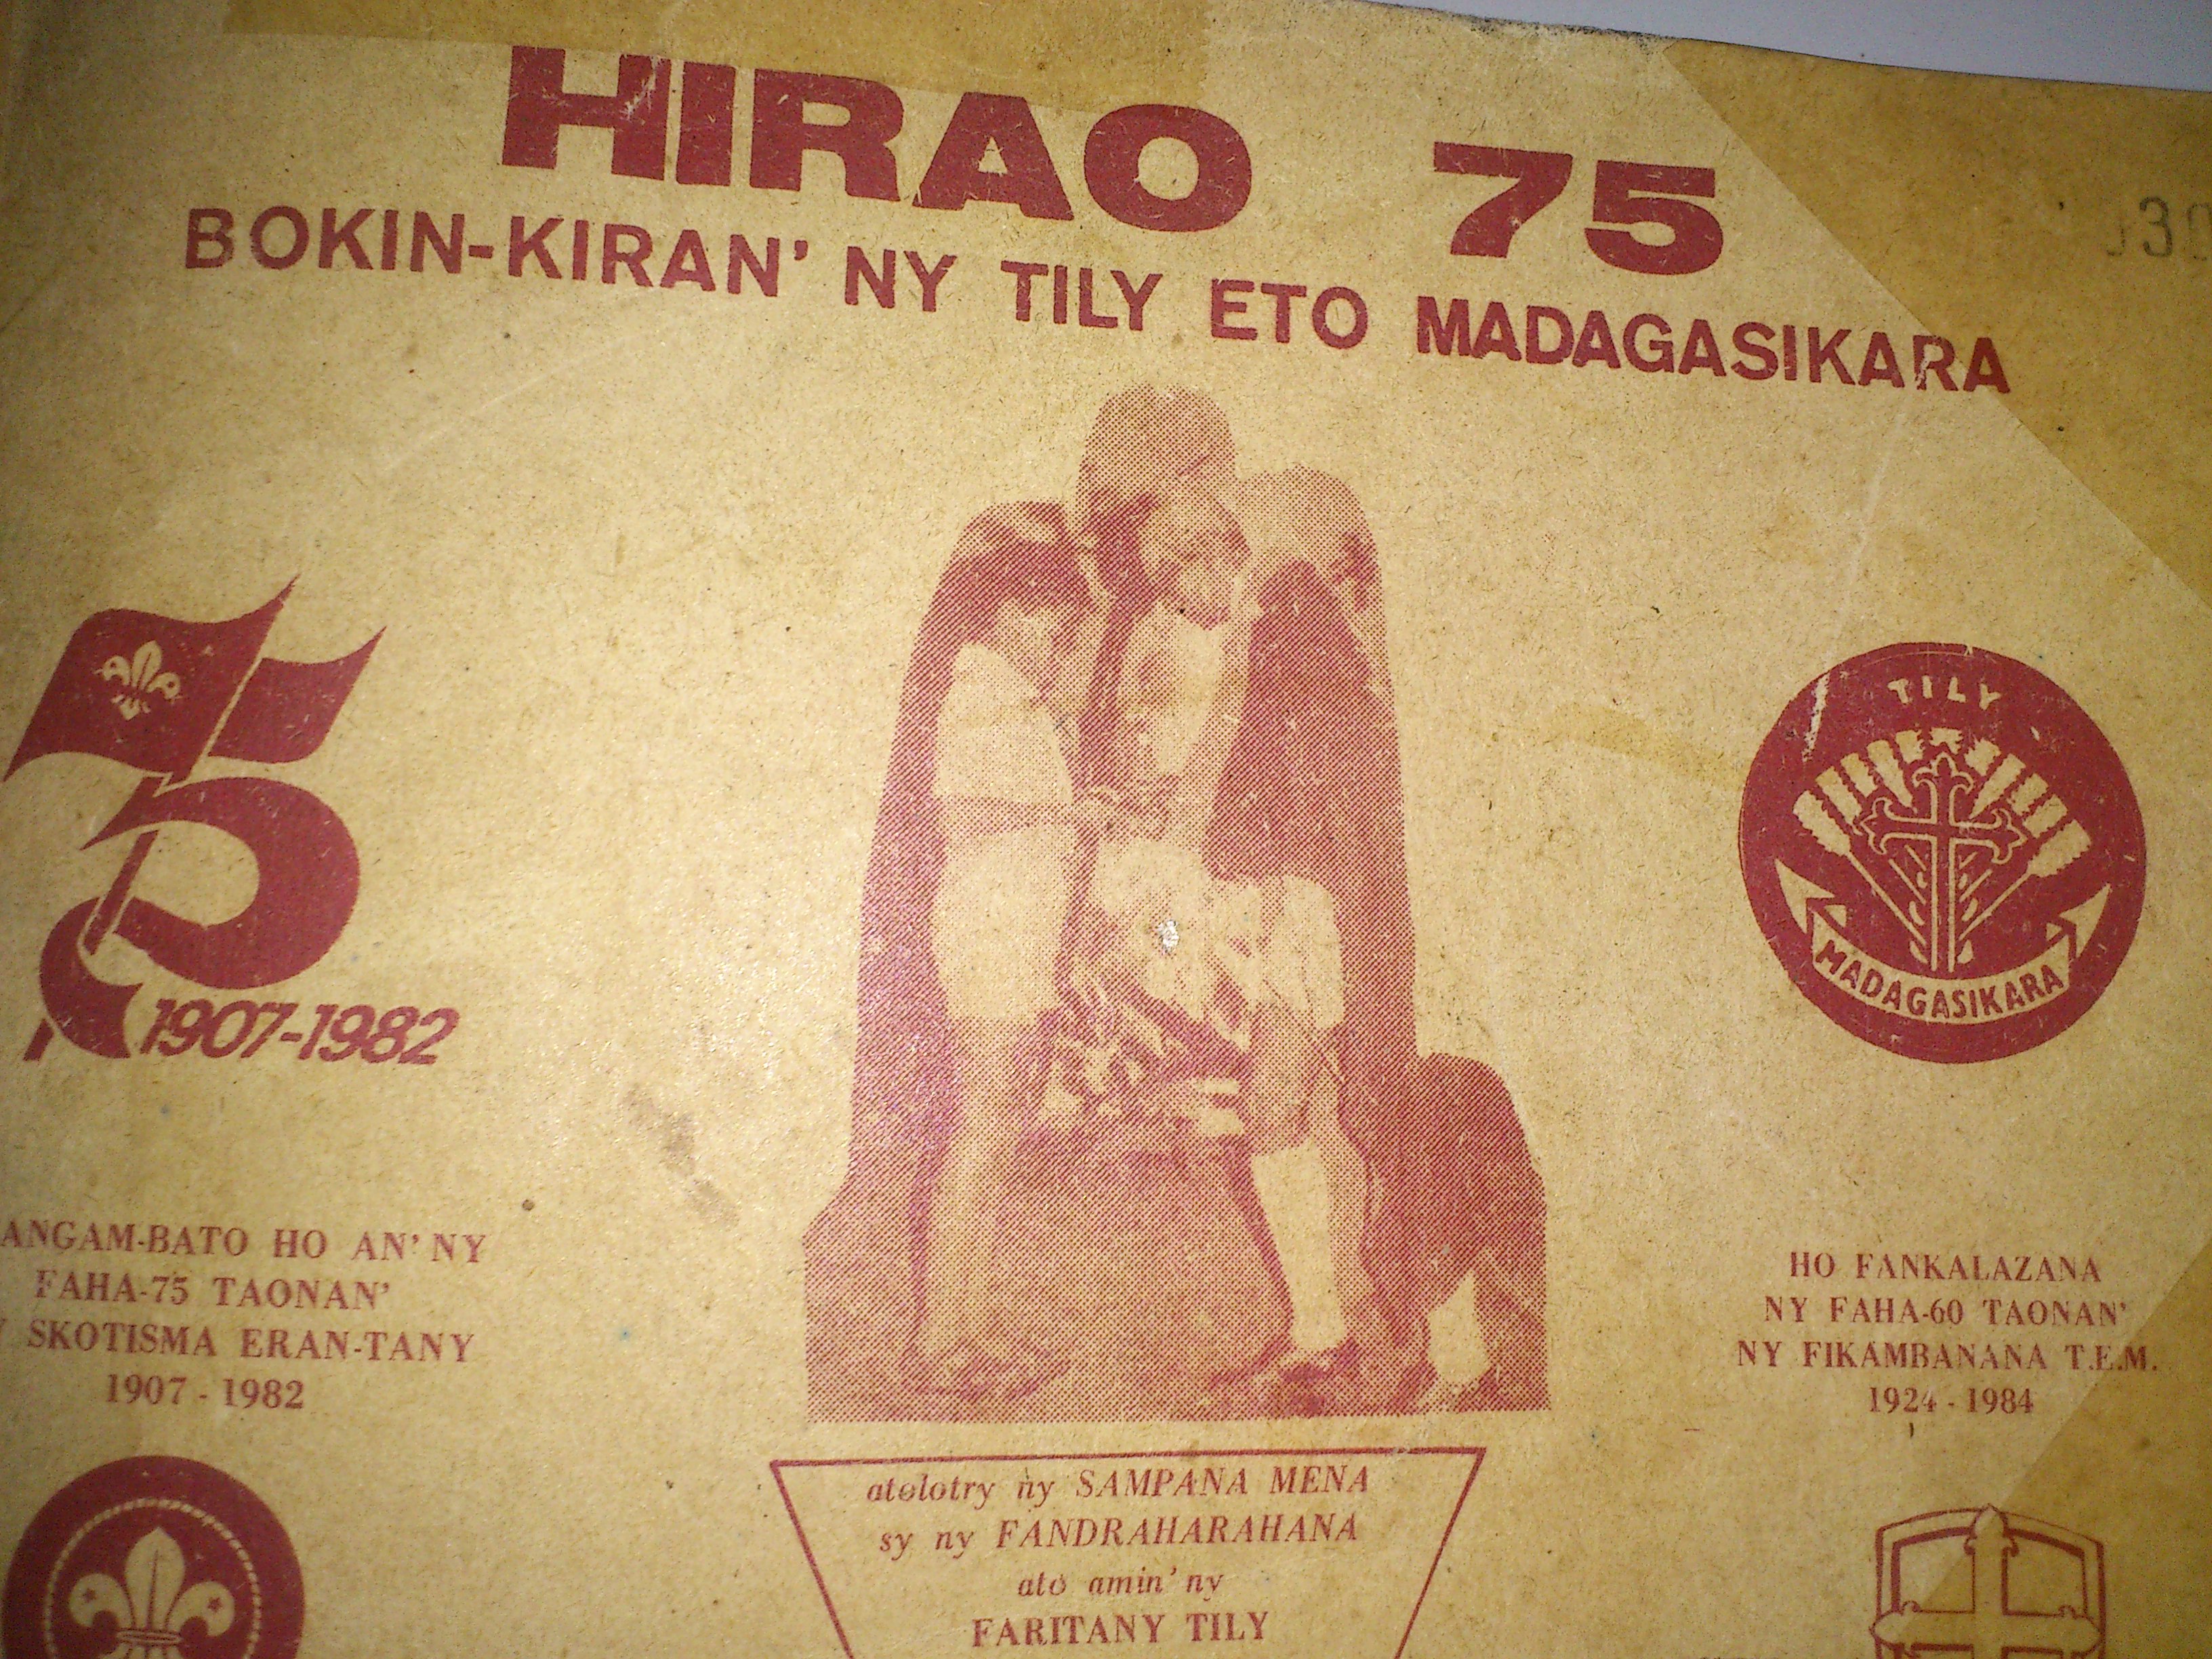 HIRAO 75
BOKIN-KIRAN' NY TILY ETO MADAGASIKARA
1907-1982
ANGAM-BATO HO AN' NY
FAHA-75 TAONAN'
SKOTISMA ERAN-TANY
1907 - 1982
TILY
MADAGASIKARA
HO FANKALAZANA
NY FAHA-60 TAONAN'
NY FIKAMBANANA T.E.M.
1924 - 1984
atolotry ny SAMPANA MENA
sy ny FANDRAHARAHANA
ato amin' ny
FARITANY TILY